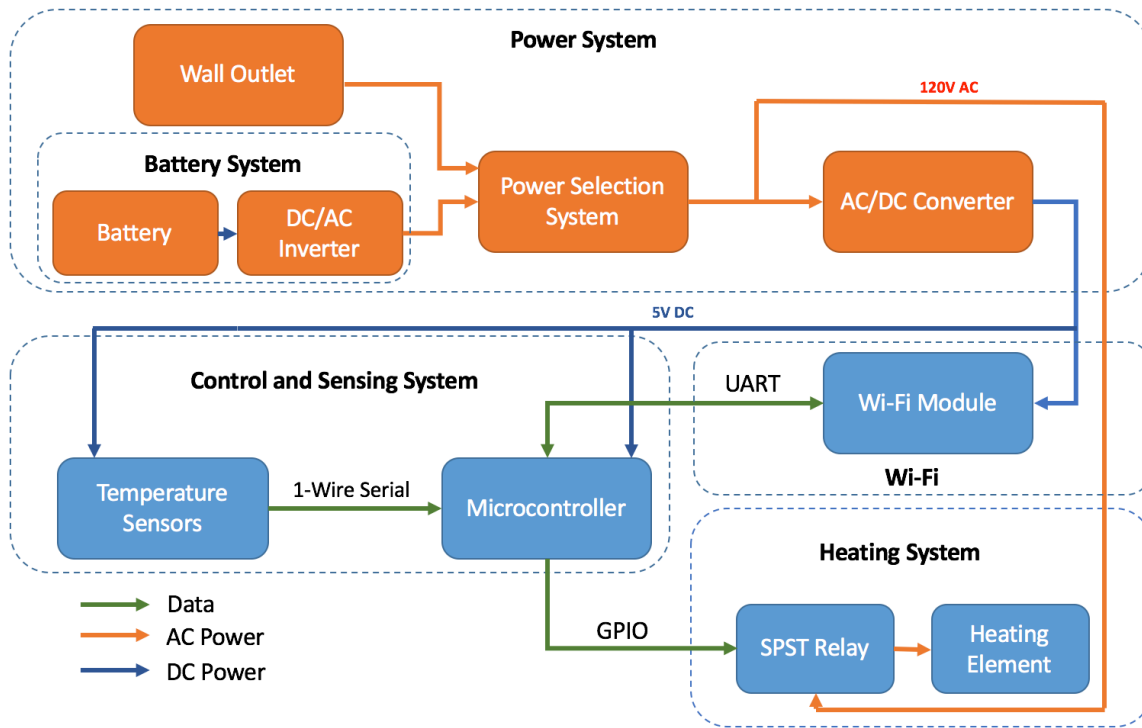 Power System
Wall Outlet
120V AC
Battery System
Battery
DC/AC
Inverter
Power Selection
System
AC/DC Converter
5V DC
Control and Sensing System
UART
Wi-Fi Module
Wi-Fi
Temperature
Sensors
1-Wire Serial
Microcontroller
Heating System
Data
AC Power
DC Power
GPIO
SPST Relay
Heating
Element